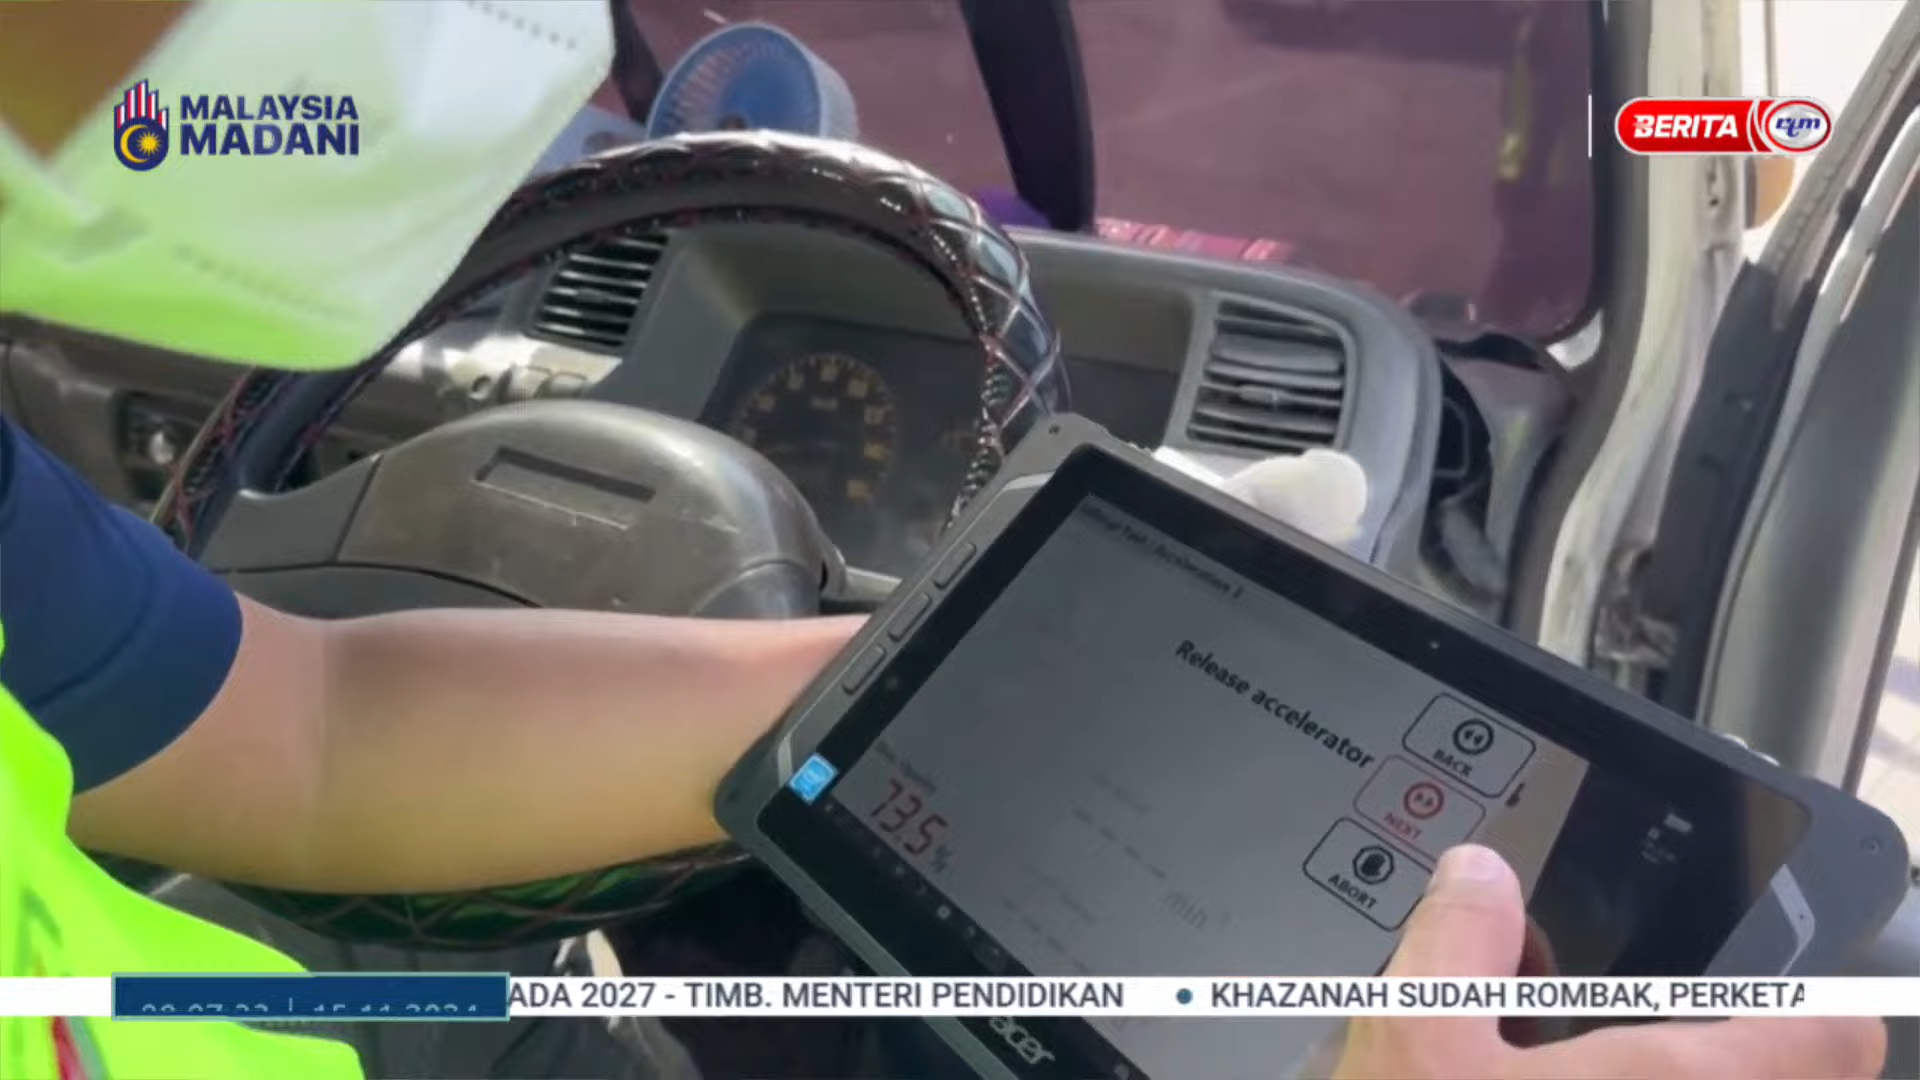 MALAYSIA
MADANI
BERITA rtm
Release accelerator
BACK
NEXT
ABORT
73.5 %
ADA 2027 - TIMB. MENTERI PENDIDIKAN • KHAZANAH SUDAH ROMBAK, PERKETA
acer